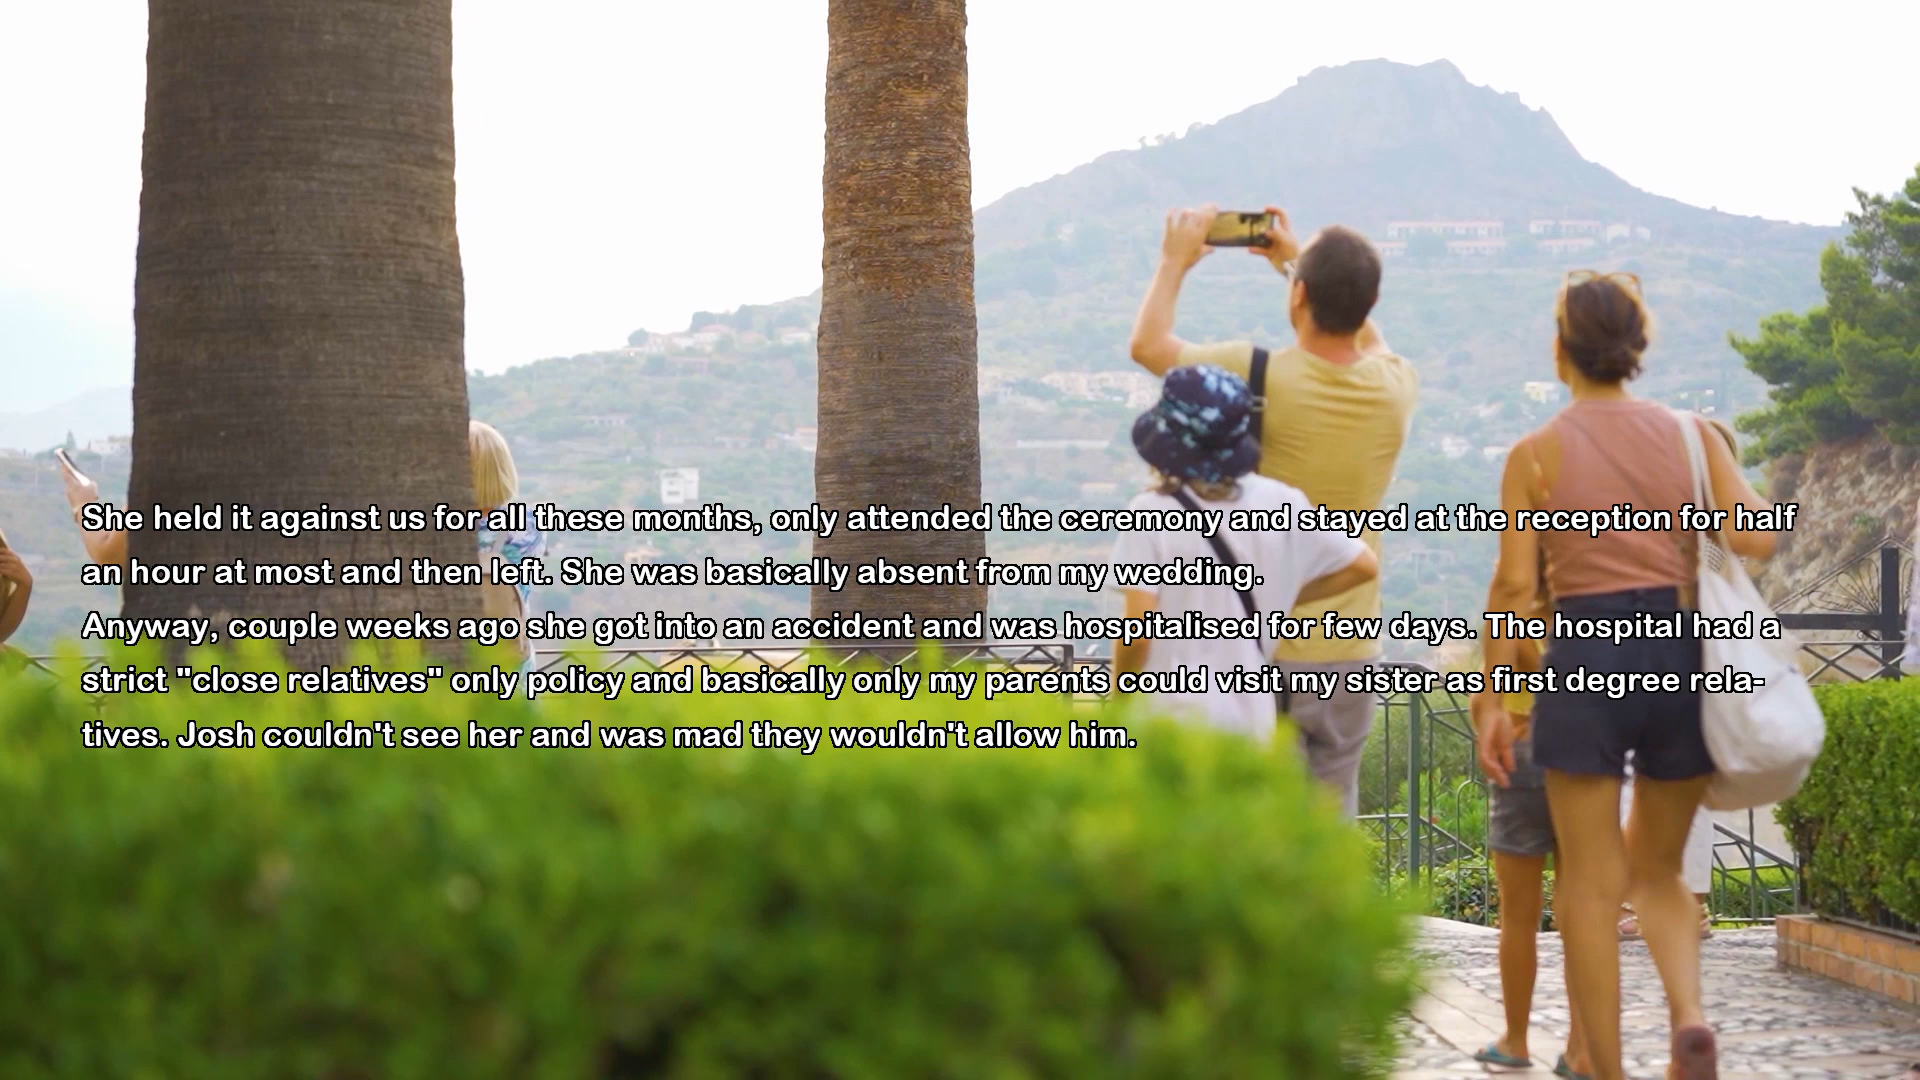 She held it against us for all these months, only attended the ceremony and stayed at the reception for half
an hour at most and then left. She was basically absent from my wedding.
Anyway, couple weeks ago she got into an accident and was hospitalised for few days. The hospital had a
strict "close relatives" only policy and basically only my parents could visit my sister as first degree rela-
tives. Josh couldn't see her and was mad they wouldn't allow him.